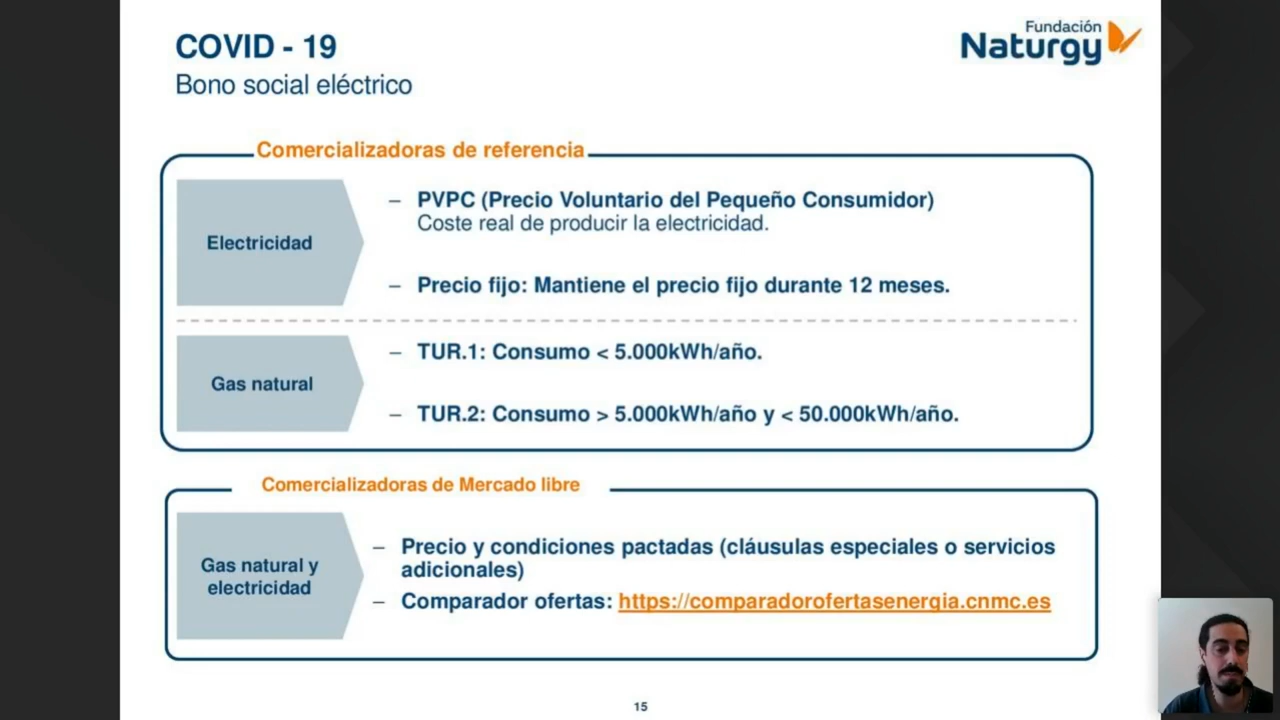 COVID - 19
Fundación
Naturgy
Bono social eléctrico
Comercializadoras de referencia
Electricidad
– PVPC (Precio Voluntario del Pequeño Consumidor)
Coste real de producir la electricidad.
– Precio fijo: Mantiene el precio fijo durante 12 meses.
Gas natural
– TUR.1: Consumo < 5.000kWh/año.
– TUR.2: Consumo > 5.000kWh/año y < 50.000kWh/año.
Comercializadoras de Mercado libre
Gas natural y
electricidad
– Precio y condiciones pactadas (cláusulas especiales o servicios
adicionales)
– Comparador ofertas: https://comparadorofertasenergia.cnmc.es
15